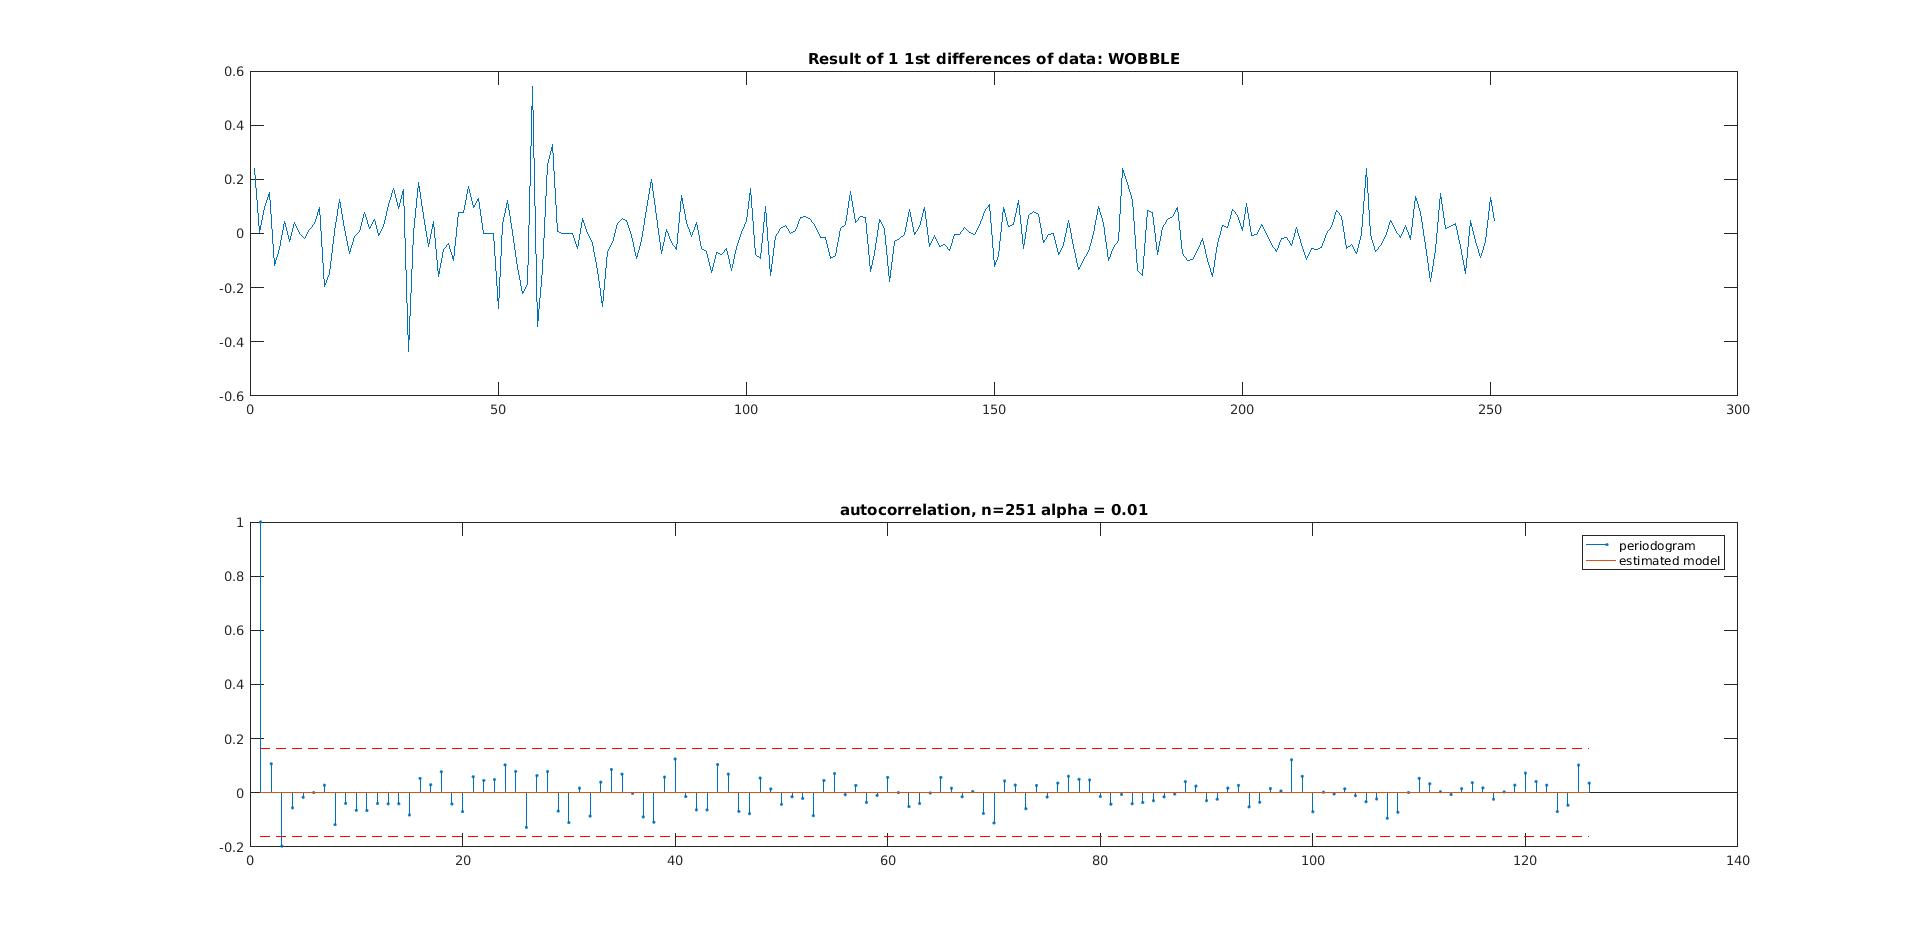 Result of 1 1st differences of data: WOBBLE
0.6
0.4
0.2
0
-0.2
-0.4
-0.6
0 50 100 150 200 250 300
autocorrelation, n=251 alpha = 0.01
periodogram
estimated model
1
0.8
0.6
0.4
0.2
0
-0.2
0 20 40 60 80 100 120 140